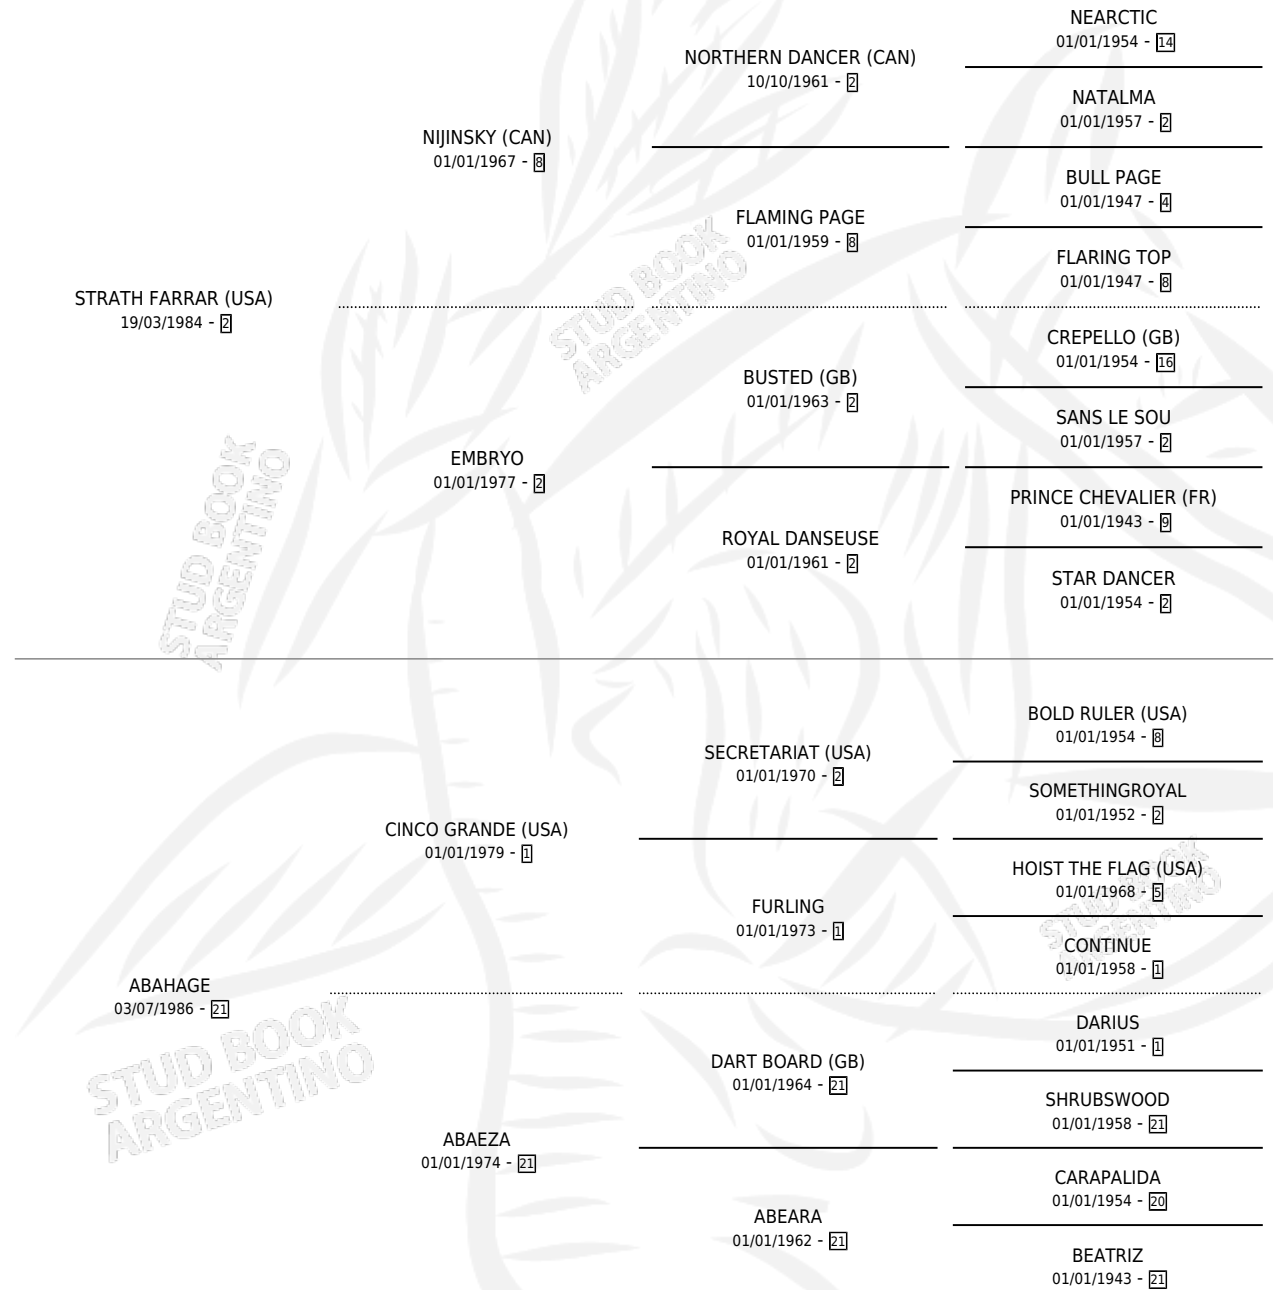 NEARCTIC
01/01/1954 - 14
NORTHERN DANCER (CAN)
10/10/1961 - 2
NATALMA
01/01/1957 - 2
NIJINSKY (CAN)
01/01/1967 - 8
BULL PAGE
01/01/1947 - 4
FLAMING PAGE
01/01/1959 - 8
FLARING TOP
01/01/1947 - 8
STRATH FARRAR (USA)
19/03/1984 - 2
STUD BOOK
ARGENTINO
CREPELLO (GB)
01/01/1954 - 16
BUSTED (GB)
01/01/1963 - 2
SANS LE SOU
01/01/1957 - 2
EMBRYO
01/01/1977 - 2
PRINCE CHEVALIER (FR)
01/01/1943 - 9
ROYAL DANSEUSE
01/01/1961 - 2
STAR DANCER
01/01/1954 - 2
STUD BOOK
ARGENTINO
BOLD RULER (USA)
01/01/1954 - 8
SECRETARIAT (USA)
01/01/1970 - 2
SOMETHINGROYAL
01/01/1952 - 2
CINCO GRANDE (USA)
01/01/1979 - 1
HOIST THE FLAG (USA)
01/01/1968 - 5
STUD BOOK
ARGENTINO
FURLING
01/01/1973 - 1
CONTINUE
01/01/1958 - 1
ABAHAGE
03/07/1986 - 21
STUD BOOK
ARGENTINO
DARIUS
01/01/1951 - 1
DART BOARD (GB)
01/01/1964 - 21
SHRUBSWOOD
01/01/1958 - 21
ABAEZA
01/01/1974 - 21
CARAPALIDA
01/01/1954 - 20
ABEARA
01/01/1962 - 21
BEATRIZ
01/01/1943 - 21